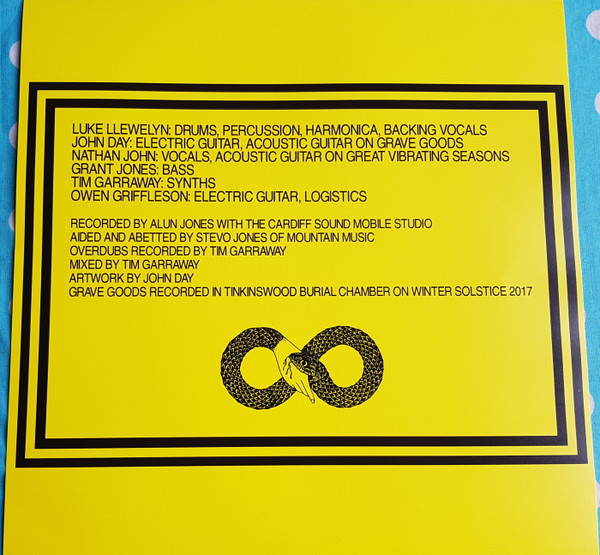 LUKE LLEWELYN: DRUMS, PERCUSSION, HARMONICA, BACKING VOCALS
JOHN DAY: ELECTRIC GUITAR, ACOUSTIC GUITAR ON GRAVE GOODS
NATHAN JOHN: VOCALS, ACOUSTIC GUITAR ON GREAT VIBRATING SEASONS
GRANT JONES: BASS
TIM GARRAWAY: SYNTHS
OWEN GRIFFLESON: ELECTRIC GUITAR, LOGISTICS
RECORDED BY ALUN JONES WITH THE CARDIFF SOUND MOBILE STUDIO
AIDED AND ABETTED BY STEVO JONES OF MOUNTAIN MUSIC
OVERDUBS RECORDED BY TIM GARRAWAY
MIXED BY TIM GARRAWAY
ARTWORK BY JOHN DAY
GRAVE GOODS RECORDED IN TINKINSWOOD BURIAL CHAMBER ON WINTER SOLSTICE 2017